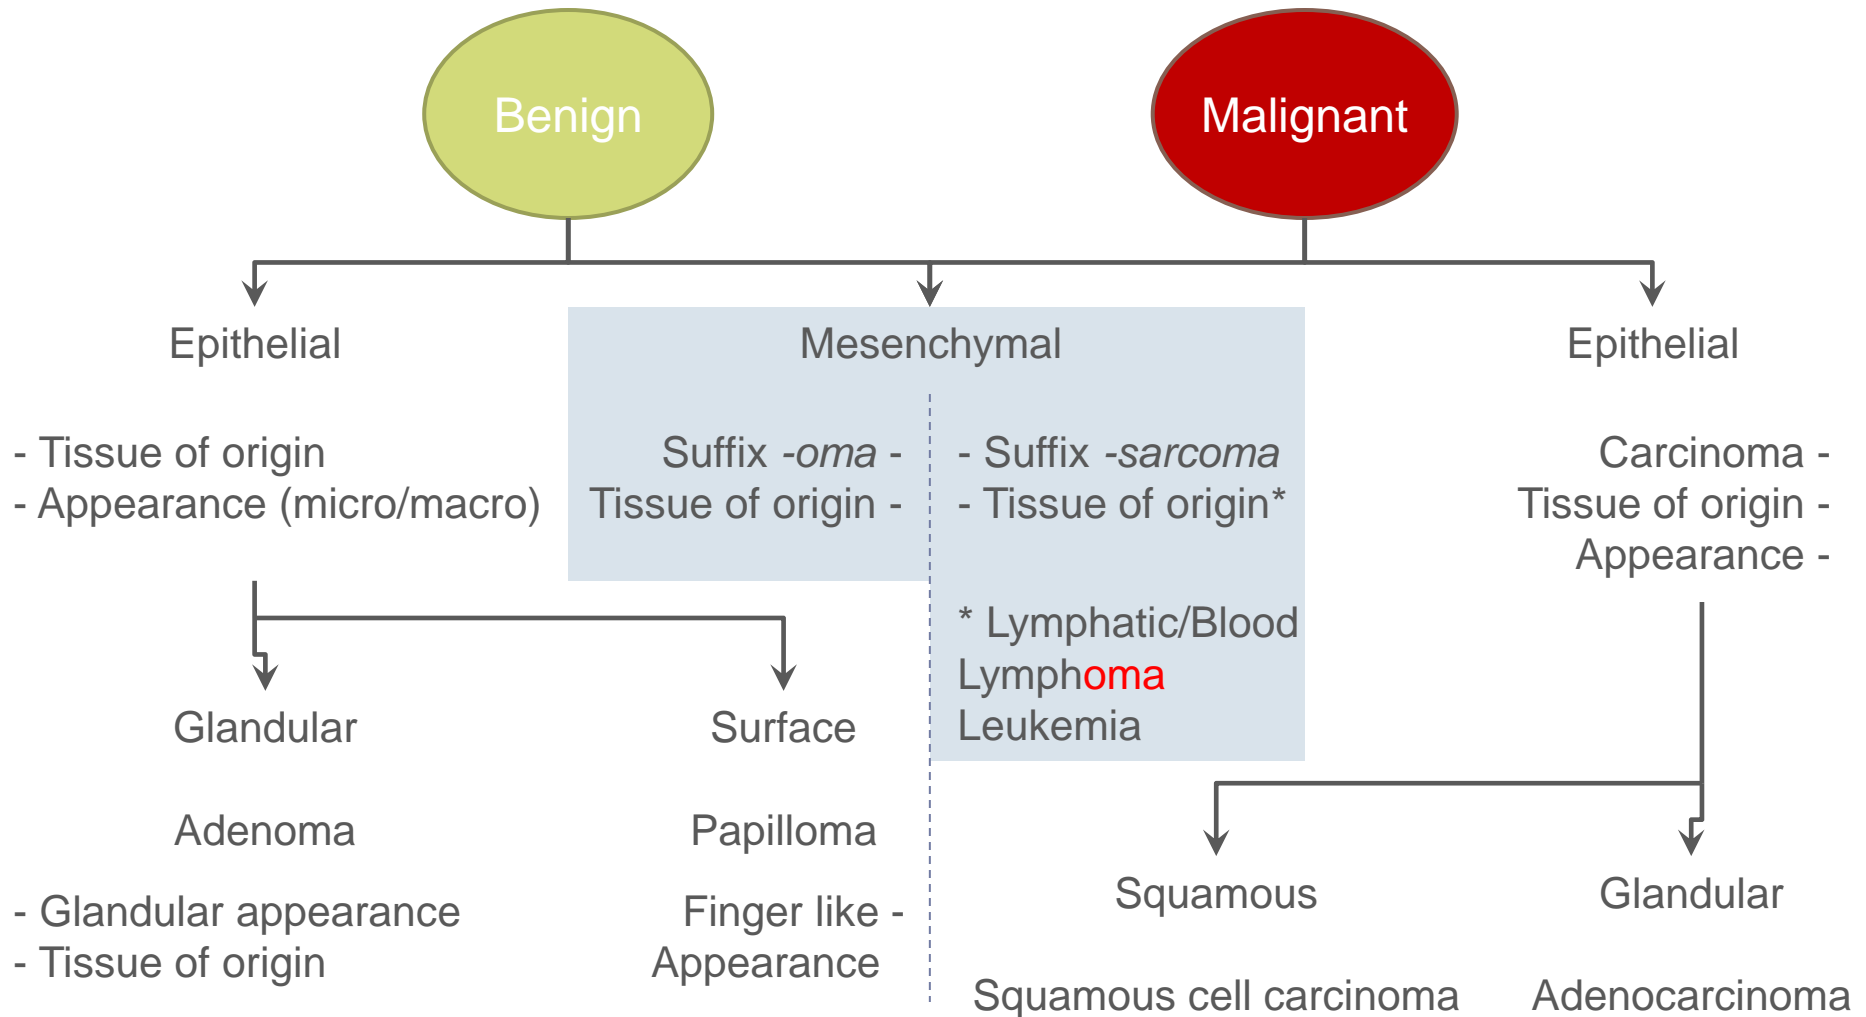 Benign
Malignant
Epithelial
- Tissue of origin
- Appearance (micro/macro)
Mesenchymal
Suffix -oma -
Tissue of origin -
- Suffix -sarcoma
- Tissue of origin*
* Lymphatic/Blood
Lymphoma
Leukemia
Epithelial
Carcinoma -
Tissue of origin -
Appearance -
Glandular
Adenoma
- Glandular appearance
- Tissue of origin
Surface
Papilloma
Finger like -
Appearance
Squamous
Squamous cell carcinoma
Glandular
Adenocarcinoma